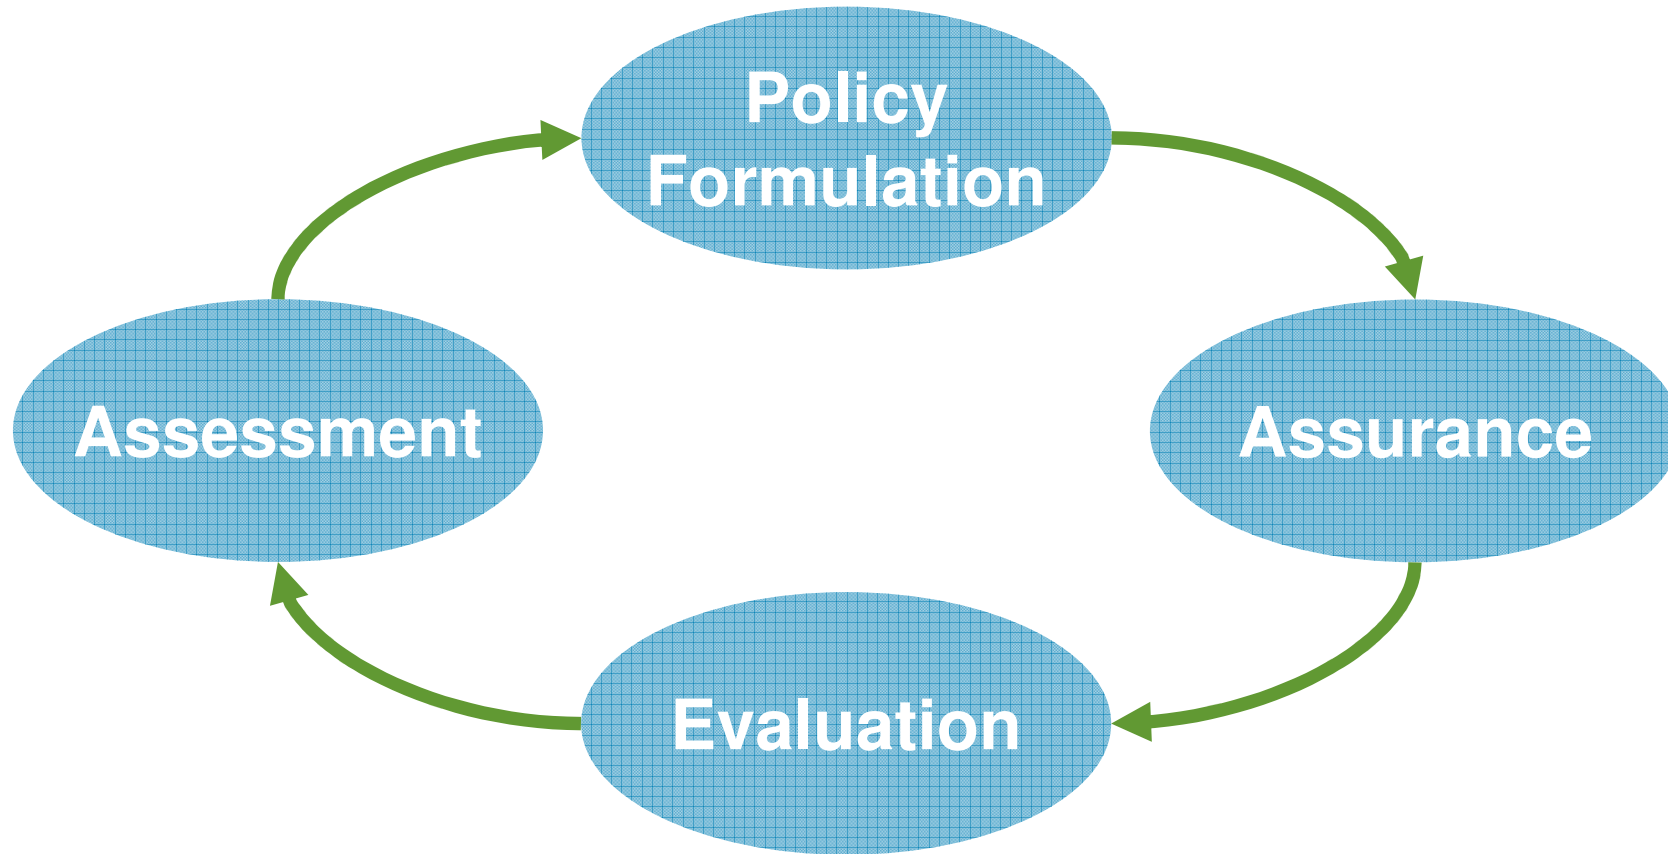 Policy
Formulation
Assessment
Assurance
Evaluation